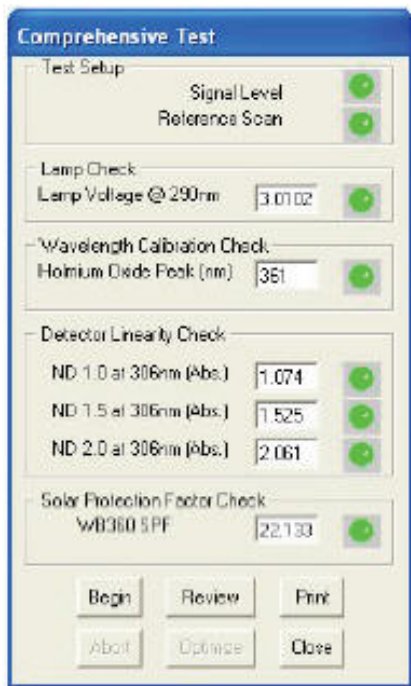 Comprehensive Test
Test Setup
Signal Level
Reference Scan
Lamp Check
Lamp Voltage @ 290nm 3.0102
Wavelength Calibration Check
Holmium Oxide Peak (nm) 361
Detector Linearity Check
ND 1.0 at 306nm (Abs.) 1.074
ND 1.5 at 306nm (Abs.) 1.525
ND 2.0 at 306nm (Abs.) 2.061
Solar Protection Factor Check
WB360 SPF 22.133
Begin Review Print
Abort Optimize Close